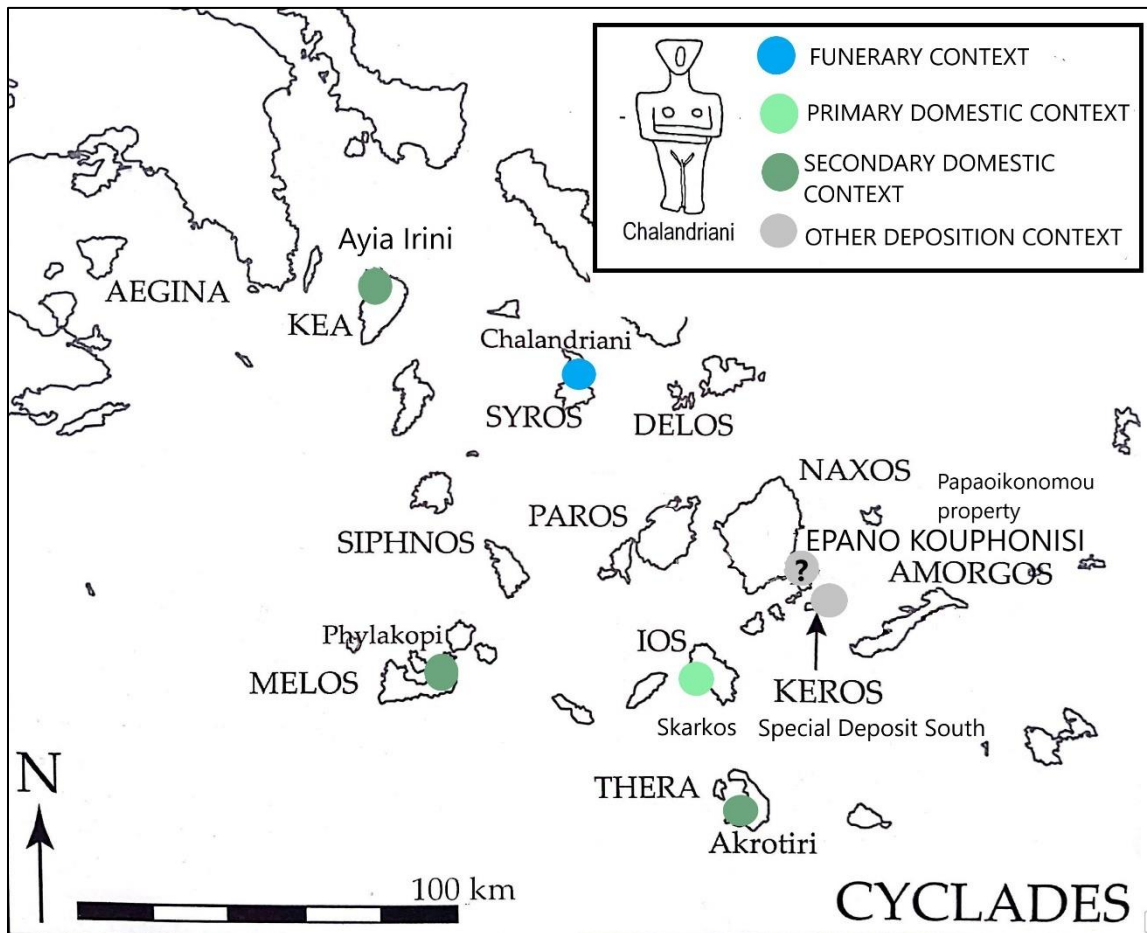 FUNERARY CONTEXT
PRIMARY DOMESTIC CONTEXT
SECONDARY DOMESTIC
CONTEXT
OTHER DEPOSITION CONTEXT
Chalandriani
Ayia Irini
AEGINA
KEA
Chalandriani
SYROS
DELOS
NAXOS
Papaoikonomou
property
PAROS
EPANO KOUPHONISI
SIPHNOS
?
AMORGOS
Phylakopi
IOS
MELOS
KEROS
Skarkos
Special Deposit South
N
THERA
Akrotiri
100 km
CYCLADES